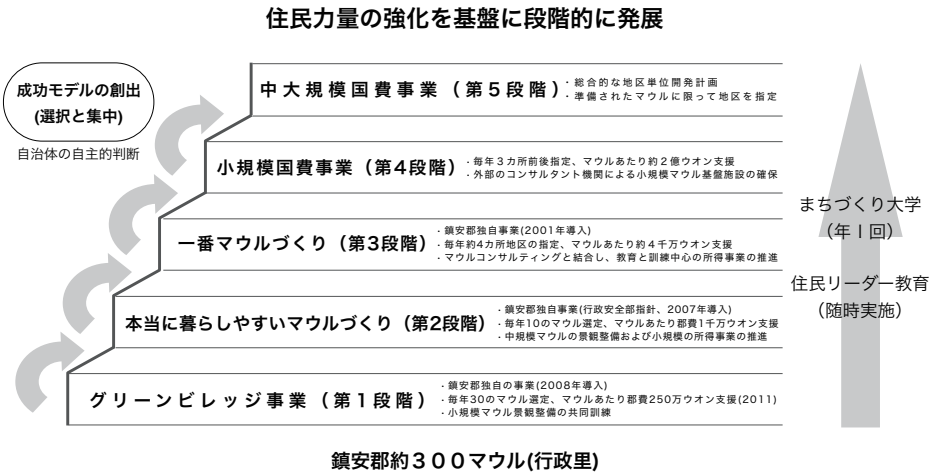 住民力量の強化を基盤に段階的に発展
成功モデルの創出
(選択と集中)
自治体の自主的判断
中大規模国費事業（第5段階）
・総合的な地区単位開発計画
・準備されたマウルに限って地区を指定
小規模国費事業（第4段階）
・毎年３カ所前後指定、マウルあたり約２億ウオン支援
・外部のコンサルタント機関による小規模マウル基盤施設の確保
一番マウルづくり（第3段階）
・鎮安郡独自事業(2001年導入)
・毎年約4カ所地区の指定、マウルあたり約４千万ウオン支援
・マウルコンサルティングと結合し、教育と訓練中心の所得事業の推進
本当に暮らしやすいマウルづくり（第2段階）
・鎮安郡独自事業(行政安全部指針、2007年導入)
・毎年10のマウル選定、マウルあたり郡費1千万ウオン支援
・中規模マウルの景観整備および小規模の所得事業の推進
グリーンビレッジ事業（第１段階）
・鎮安郡独自の事業(2008年導入)
・毎年30のマウル選定、マウルあたり郡費250万ウオン支援(2011)
・小規模マウル景観整備の共同訓練
まちづくり大学
（年１回）
住民リーダー教育
（随時実施）
鎮安郡約３００マウル(行政里)